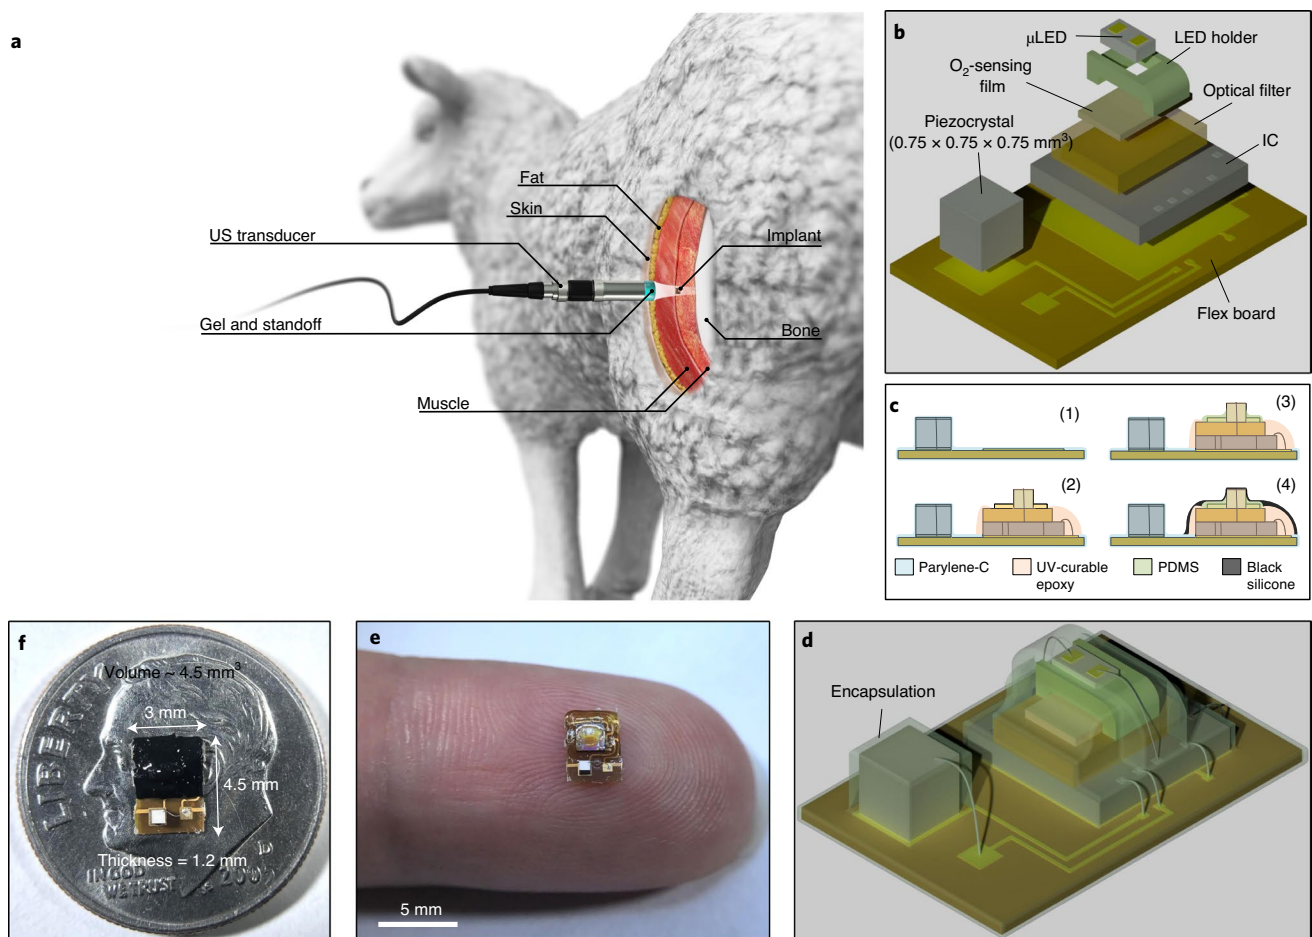 a
Fat
Skin
US transducer
Implant
Gel and standoff
Bone
Muscle
b
μLED
LED holder
O₂-sensing
film
Optical filter
Piezocrystal
(0.75 × 0.75 × 0.75 mm³)
IC
Flex board
c
(1)
(3)
(2)
(4)
Parylene-C
UV-curable
epoxy
PDMS
Black
silicone
f
Volume ~ 4.5 mm³
3 mm
4.5 mm
Thickness = 1.2 mm
LIBERTY
IN GOD
WE TRUST
e
5 mm
d
Encapsulation